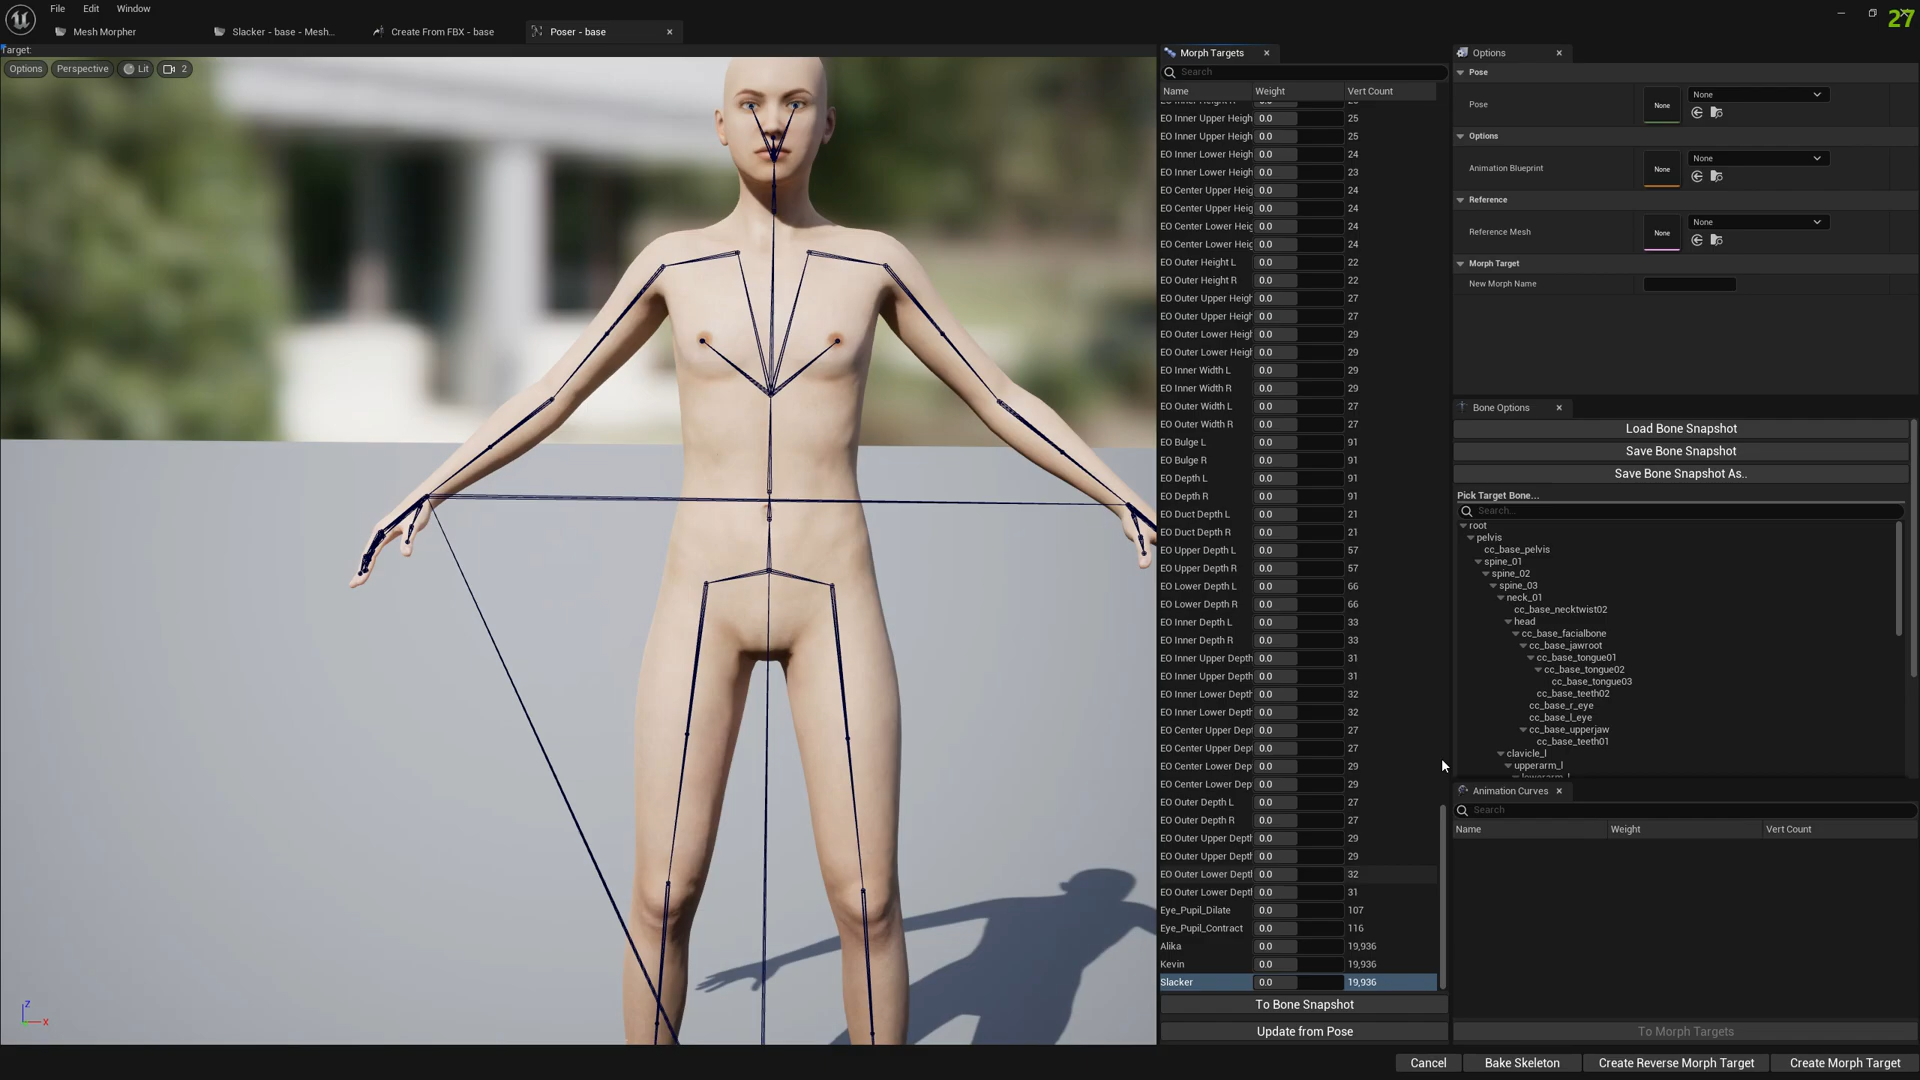 File Edit Window
27
Mesh Morpher
Slacker - base - Mesh...
Create From FBX - base
Poser - base
Target:
Options
Perspective
Lit
2
Z
X
Morph Targets
Search
Name Weight Vert Count
EO Inner Upper Heigh 0.0 25
EO Inner Upper Heigh 0.0 25
EO Inner Lower Heigh 0.0 24
EO Inner Lower Heigh 0.0 23
EO Center Upper Heig 0.0 24
EO Center Upper Heig 0.0 24
EO Center Lower Heig 0.0 24
EO Center Lower Heig 0.0 24
EO Outer Height L 0.0 22
EO Outer Height R 0.0 22
EO Outer Upper Heigh 0.0 27
EO Outer Upper Heigh 0.0 27
EO Outer Lower Heigh 0.0 29
EO Outer Lower Heigh 0.0 29
EO Inner Width L 0.0 29
EO Inner Width R 0.0 29
EO Outer Width L 0.0 27
EO Outer Width R 0.0 27
EO Bulge L 0.0 91
EO Bulge R 0.0 91
EO Depth L 0.0 91
EO Depth R 0.0 91
EO Duct Depth L 0.0 21
EO Duct Depth R 0.0 21
EO Upper Depth L 0.0 57
EO Upper Depth R 0.0 57
EO Lower Depth L 0.0 66
EO Lower Depth R 0.0 66
EO Inner Depth L 0.0 33
EO Inner Depth R 0.0 33
EO Inner Upper Depth 0.0 31
EO Inner Upper Depth 0.0 31
EO Inner Lower Depth 0.0 32
EO Inner Lower Depth 0.0 32
EO Center Upper Dept 0.0 27
EO Center Upper Dept 0.0 27
EO Center Lower Dep 0.0 29
EO Center Lower Dep 0.0 29
EO Outer Depth L 0.0 27
EO Outer Depth R 0.0 27
EO Outer Upper Depth 0.0 29
EO Outer Upper Depth 0.0 29
EO Outer Lower Depth 0.0 32
EO Outer Lower Depth 0.0 31
Eye_Pupil_Dilate 0.0 107
Eye_Pupil_Contract 0.0 116
Alika 0.0 19,936
Kevin 0.0 19,936
Slacker 0.0 19,936
To Bone Snapshot
Update from Pose
Options
Pose
Pose None None
Options
Animation Blueprint None None
Reference
Reference Mesh None None
Morph Target
New Morph Name
Bone Options
Load Bone Snapshot
Save Bone Snapshot
Save Bone Snapshot As..
Pick Target Bone...
Search...
root
pelvis
cc_base_pelvis
spine_01
spine_02
spine_03
neck_01
cc_base_necktwist02
head
cc_base_facialbone
cc_base_jawroot
cc_base_tongue01
cc_base_tongue02
cc_base_tongue03
cc_base_teeth02
cc_base_r_eye
cc_base_l_eye
cc_base_upperjaw
cc_base_teeth01
clavicle_l
upperarm_l
Animation Curves
Search
Name Weight Vert Count
To Morph Targets
Cancel
Bake Skeleton
Create Reverse Morph Target
Create Morph Target